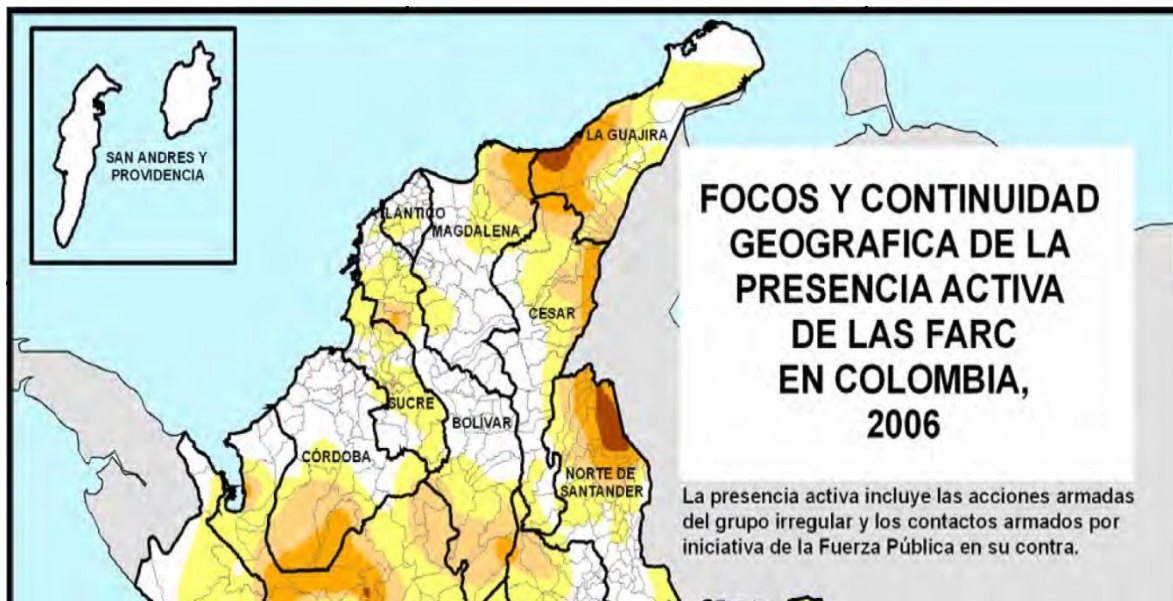 SAN ANDRES Y
PROVIDENCIA
LA GUAJIRA
ATLANTICO
MAGDALENA
CESAR
SUCRE
BOLÍVAR
CÓRDOBA
NORTE DE
SANTANDER
FOCOS Y CONTINUIDAD
GEOGRAFICA DE LA
PRESENCIA ACTIVA
DE LAS FARC
EN COLOMBIA,
2006
La presencia activa incluye las acciones armadas
del grupo irregular y los contactos armados por
iniciativa de la Fuerza Pública en su contra.